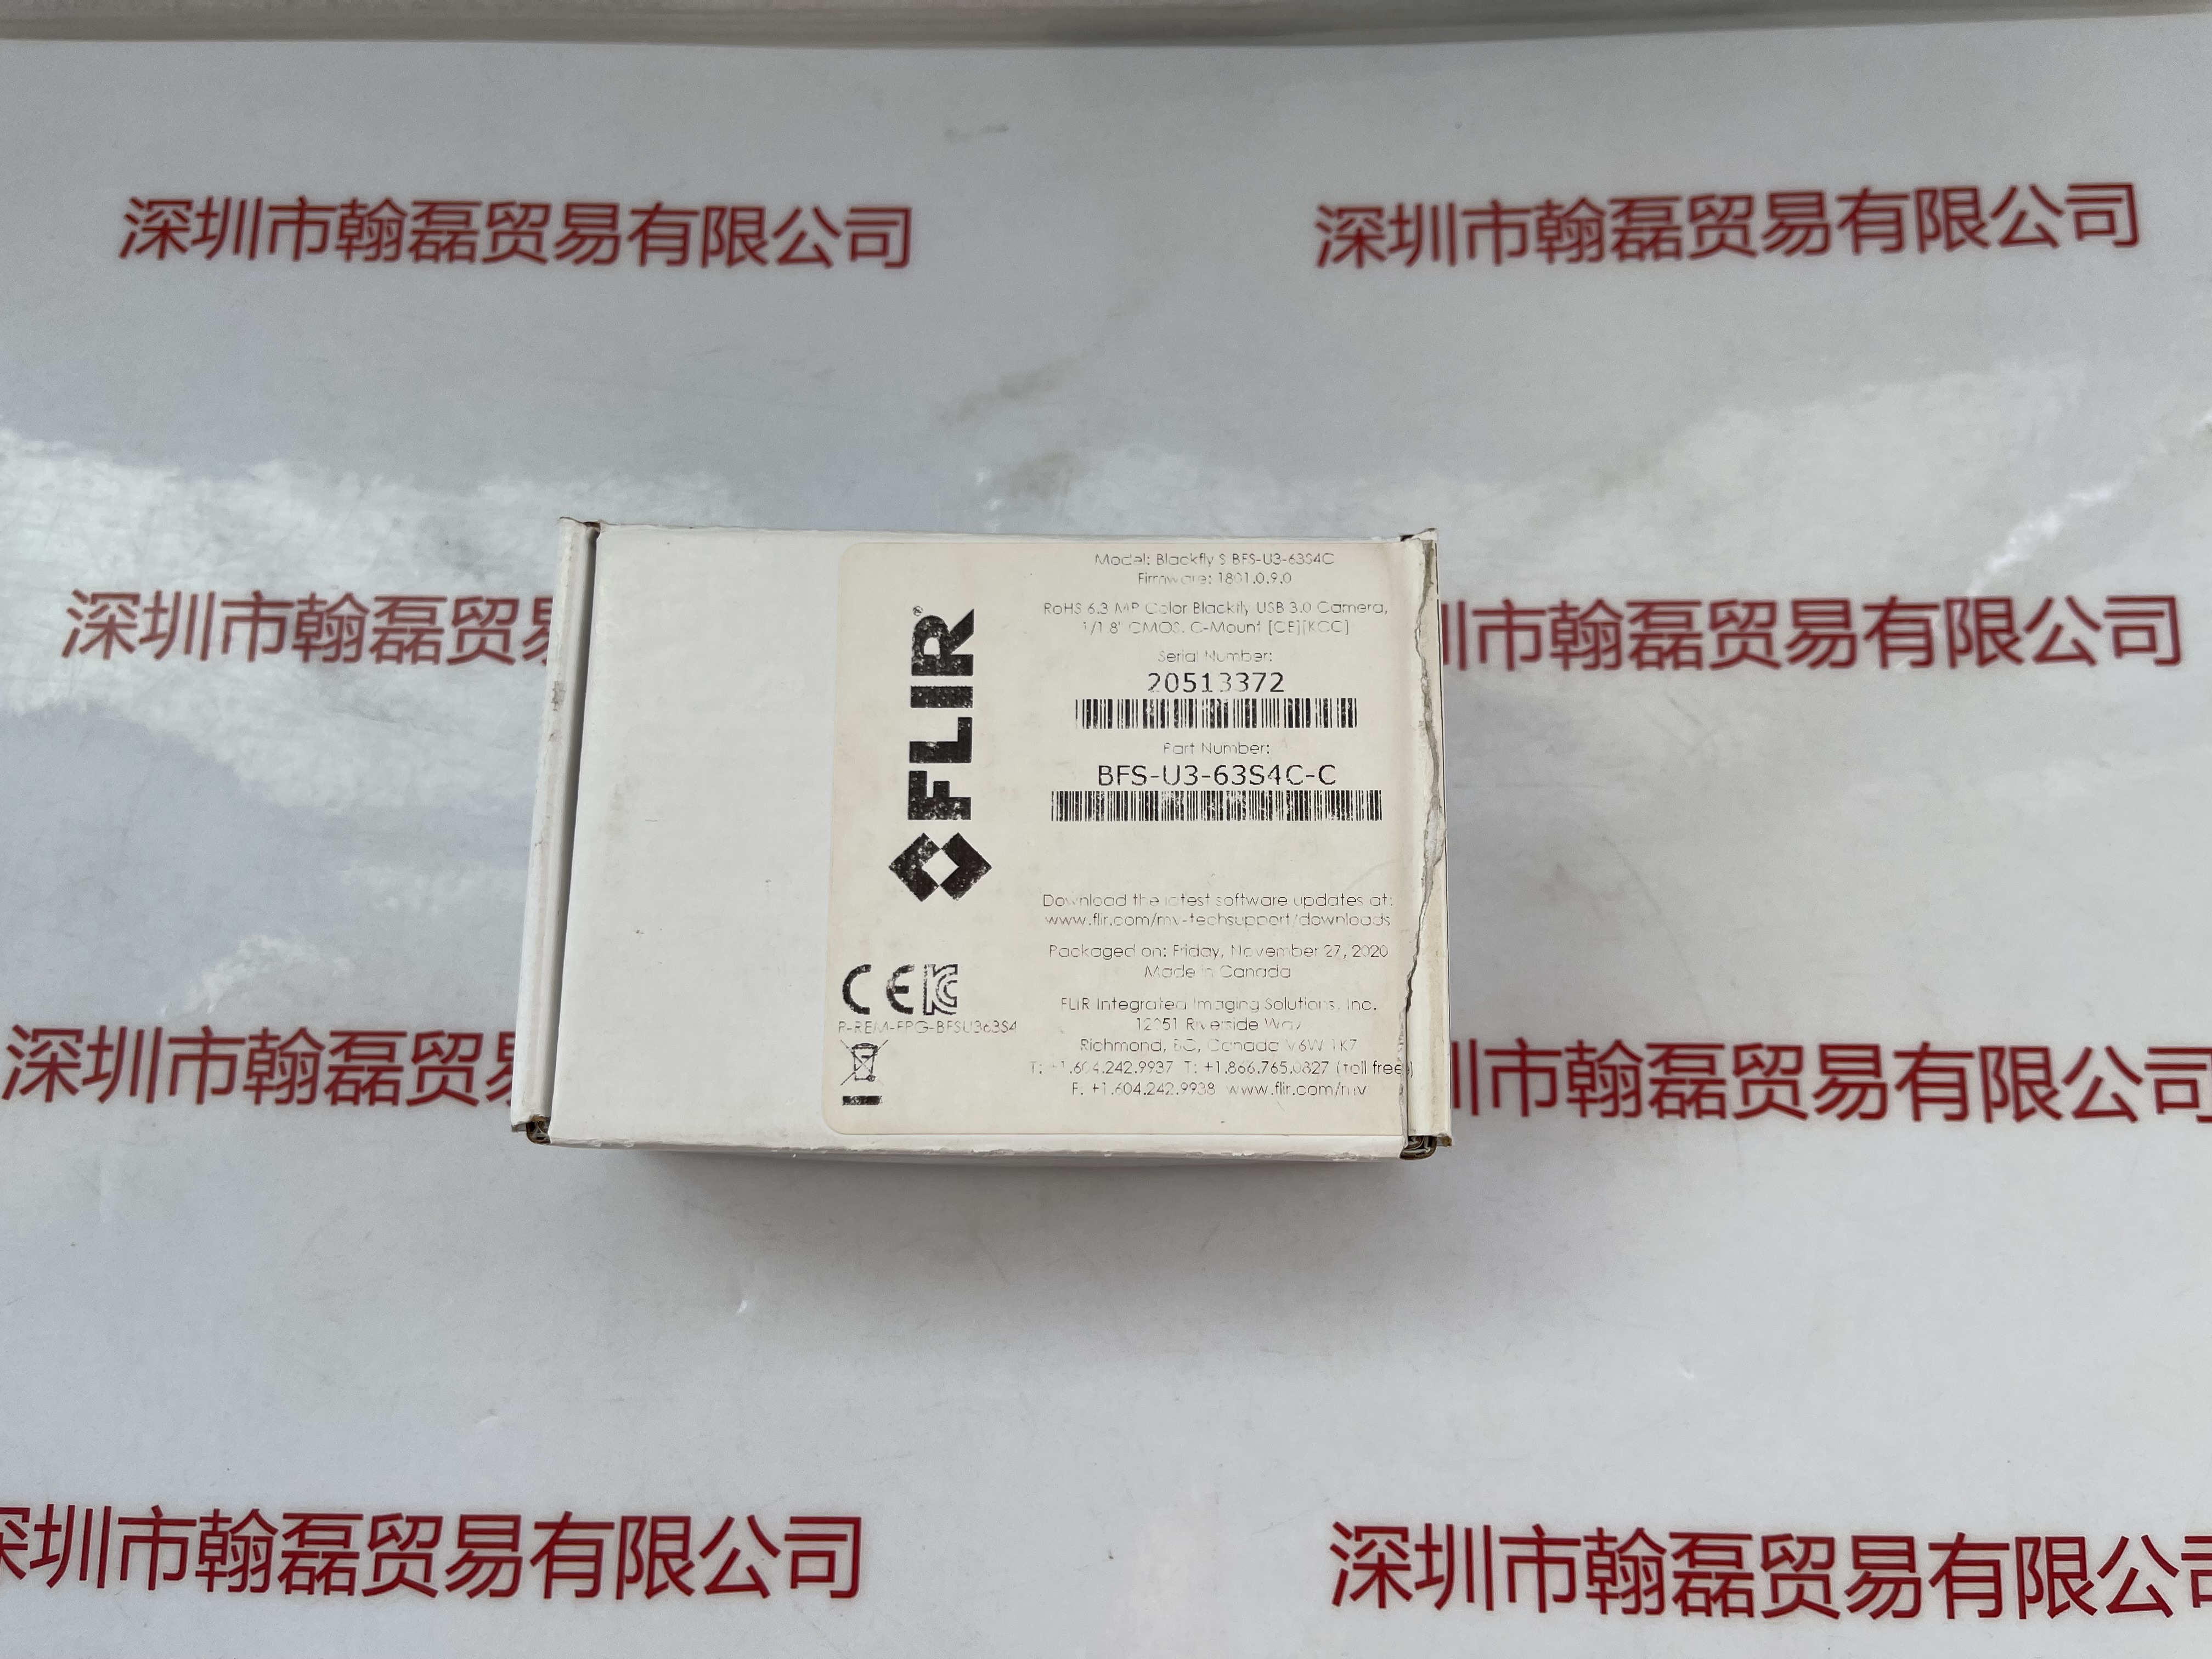 深圳市翰磊贸易有限公司
深圳市翰磊贸易有限公司
深圳市翰磊贸易
圳市翰磊贸易有限公司
深圳市翰磊贸易
圳市翰磊贸易有限公司
深圳市翰磊贸易有限公司
深圳市翰磊贸易有限公司
FLIR®
Model: Blackfly S BFS-U3-63S4C
Firmware: 1801.0.9.0
RoHS 6.3 MP Color Blackfly USB 3.0 Camera,
1/1.8" CMOS, C-Mount [CE][KCC]
Serial Number:
20513372
Part Number:
BFS-U3-63S4C-C
Download the latest software updates at:
www.flir.com/mv-techsupport/downloads
Packaged on: Friday, November 27, 2020
Made in Canada
FLIR Integrated Imaging Solutions, Inc.
12051 Riverside Way
Richmond, BC, Canada V6W 1K7
T: +1.604.242.9937 T: +1.866.765.0827 (toll free)
F. +1.604.242.9938 www.flir.com/mv
CE KC
R-REM-PPG-BFSU363S4